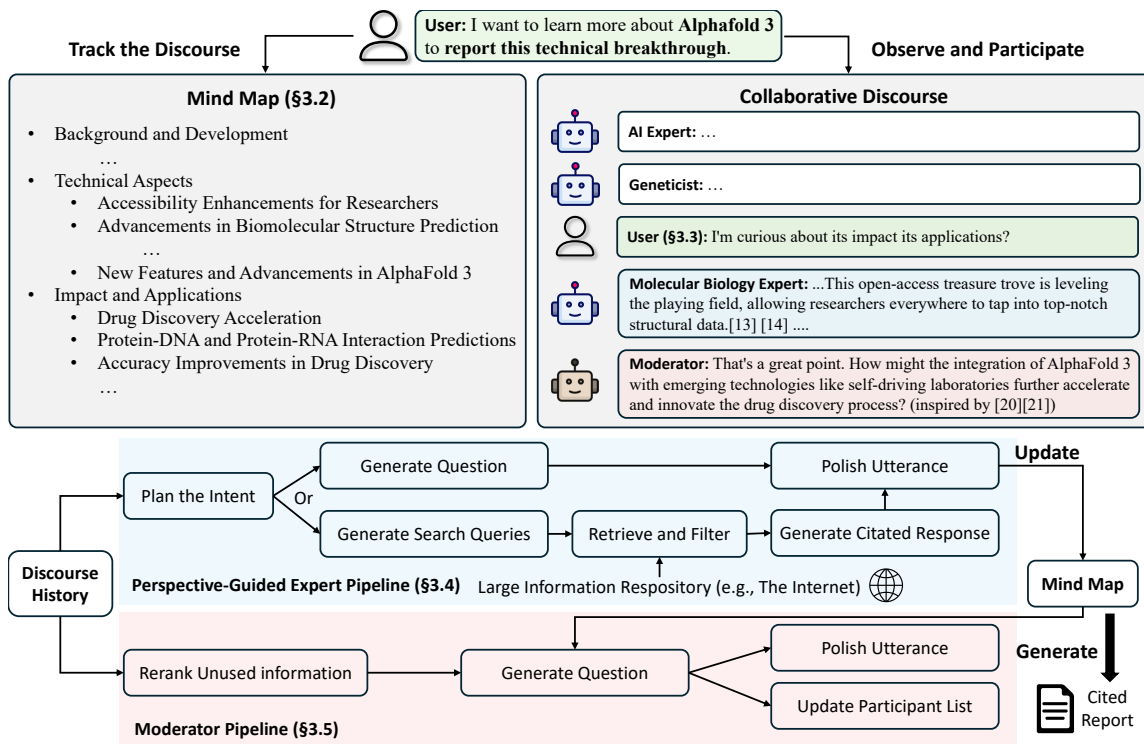 Track the Discourse
User: I want to learn more about Alphafold 3
to report this technical breakthrough.
Observe and Participate
Mind Map (§3.2)
• Background and Development
…
• Technical Aspects
• Accessibility Enhancements for Researchers
• Advancements in Biomolecular Structure Prediction
…
• New Features and Advancements in AlphaFold 3
• Impact and Applications
• Drug Discovery Acceleration
• Protein-DNA and Protein-RNA Interaction Predictions
• Accuracy Improvements in Drug Discovery
…
Collaborative Discourse
AI Expert: …
Geneticist: …
User (§3.3): I'm curious about its impact its applications?
Molecular Biology Expert: ...This open-access treasure trove is leveling
the playing field, allowing researchers everywhere to tap into top-notch
structural data.[13] [14] ....
Moderator: That's a great point. How might the integration of AlphaFold 3
with emerging technologies like self-driving laboratories further accelerate
and innovate the drug discovery process? (inspired by [20][21])
Discourse
History
Plan the Intent
Or
Generate Question
Polish Utterance
Generate Search Queries
Retrieve and Filter
Generate Cited Response
Perspective-Guided Expert Pipeline (§3.4)
Large Information Respository (e.g., The Internet)
Update
Mind Map
Rerank Unused information
Generate Question
Polish Utterance
Update Participant List
Moderator Pipeline (§3.5)
Generate
Cited
Report